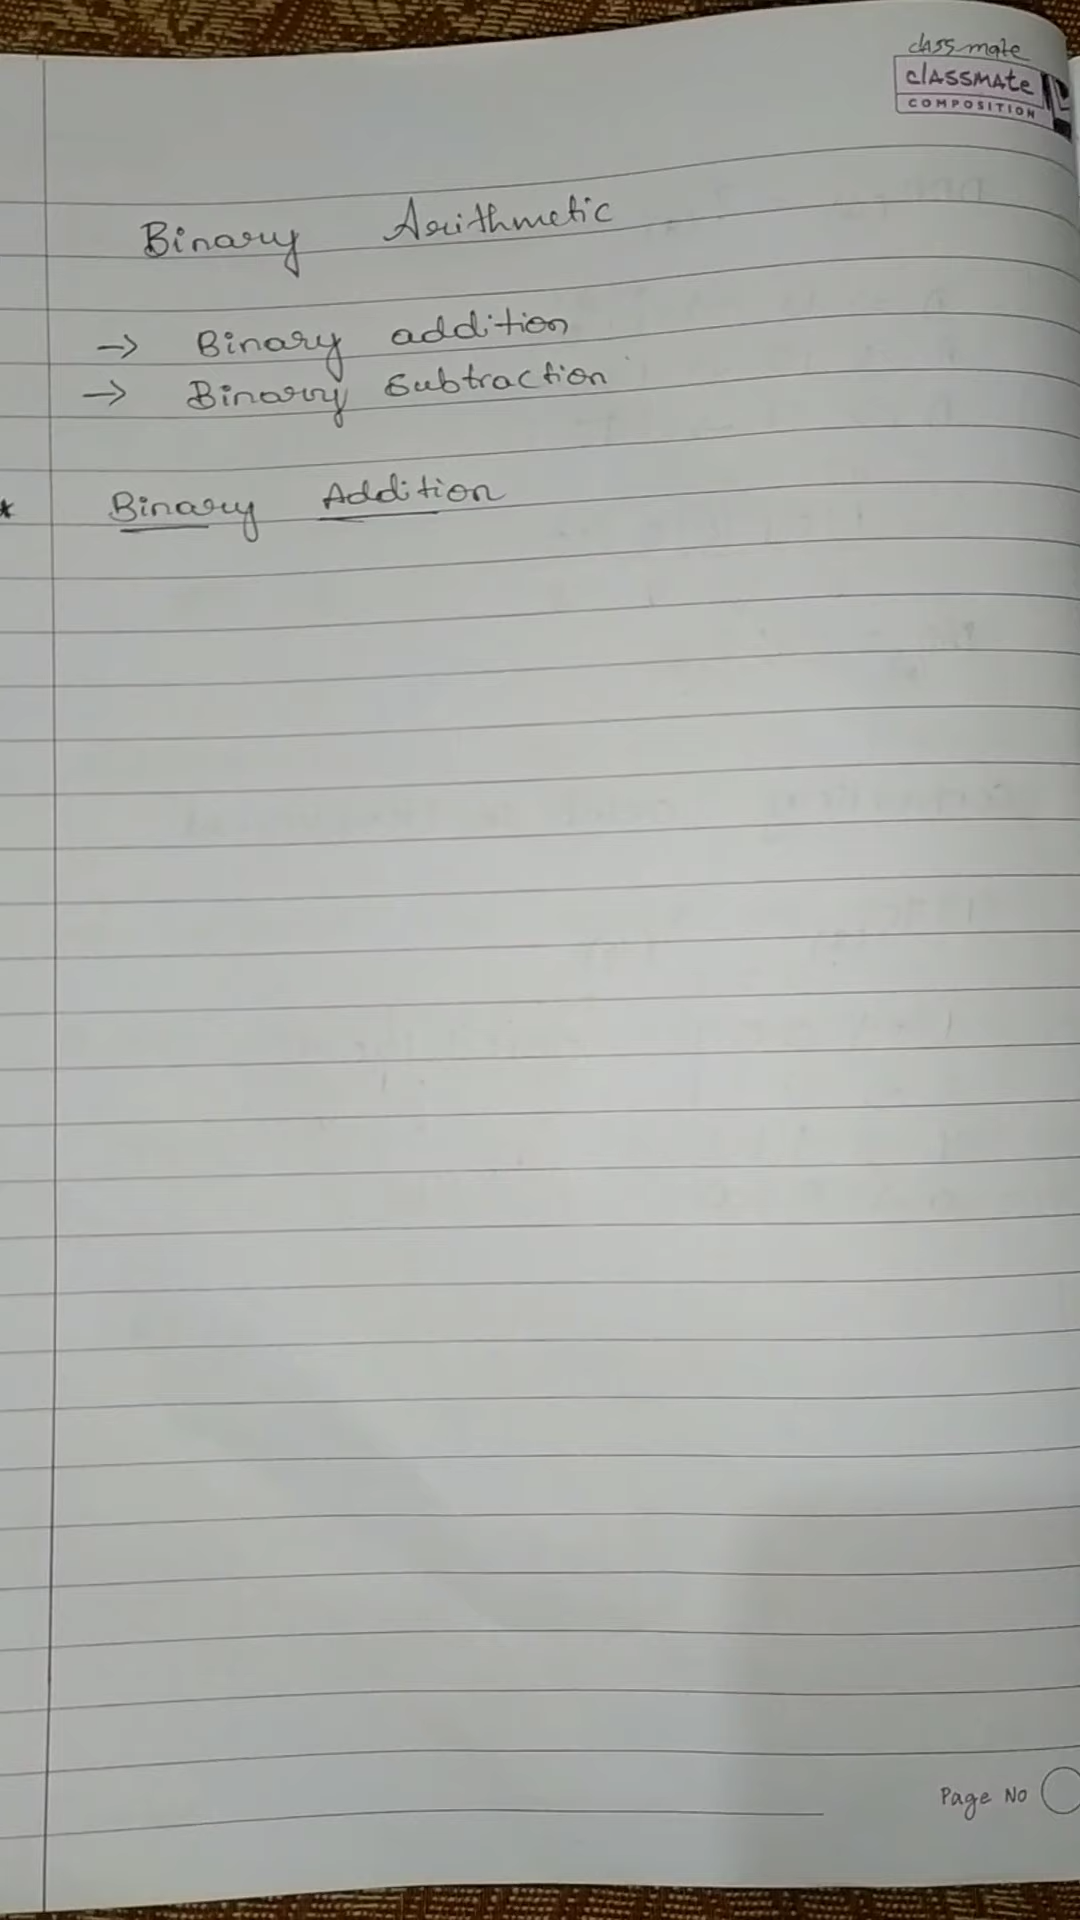 classmate
classmate
COMPOSITION
Binary Arithmetic
→ Binary addition
→ Binary subtraction
* Binary Addition
Page No